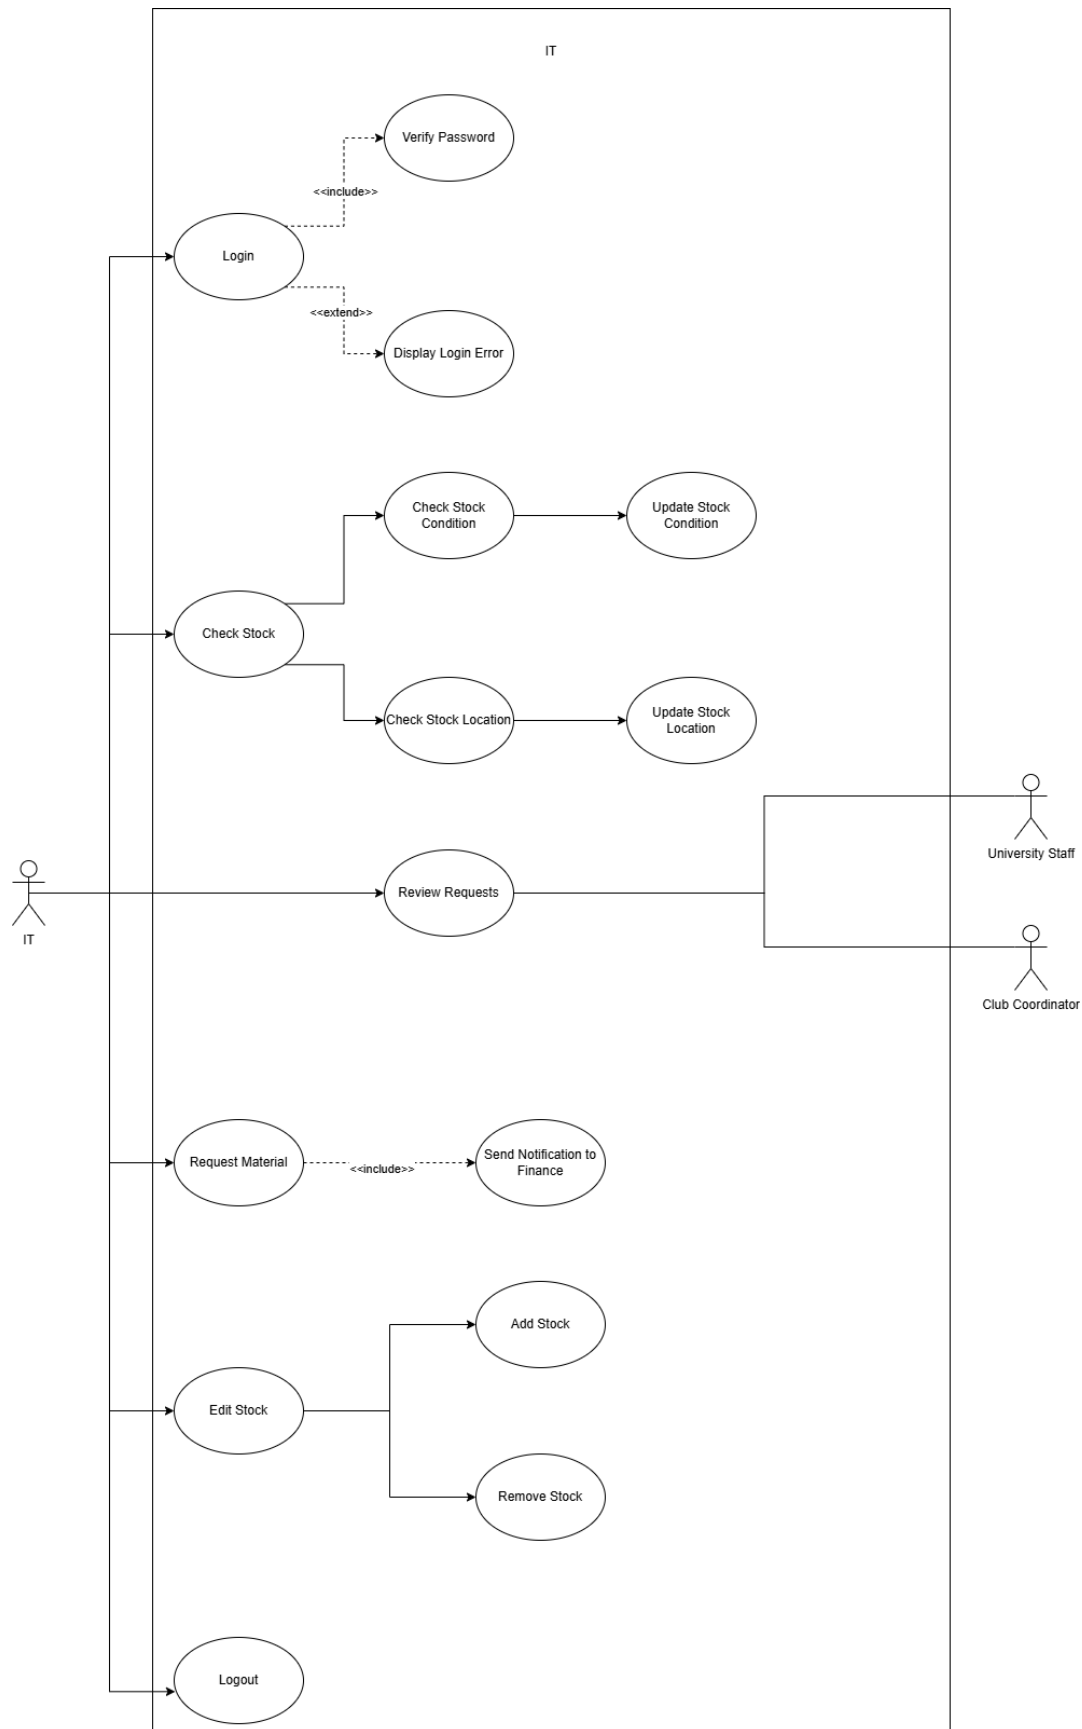 IT
Verify Password
<<include>>
Login
<<extend>>
Display Login Error
Check Stock
Condition
Update Stock
Condition
Check Stock
Check Stock Location
Update Stock
Location
University Staff
Review Requests
IT
Club Coordinator
Request Material
<<include>>
Send Notification to
Finance
Add Stock
Edit Stock
Remove Stock
Logout